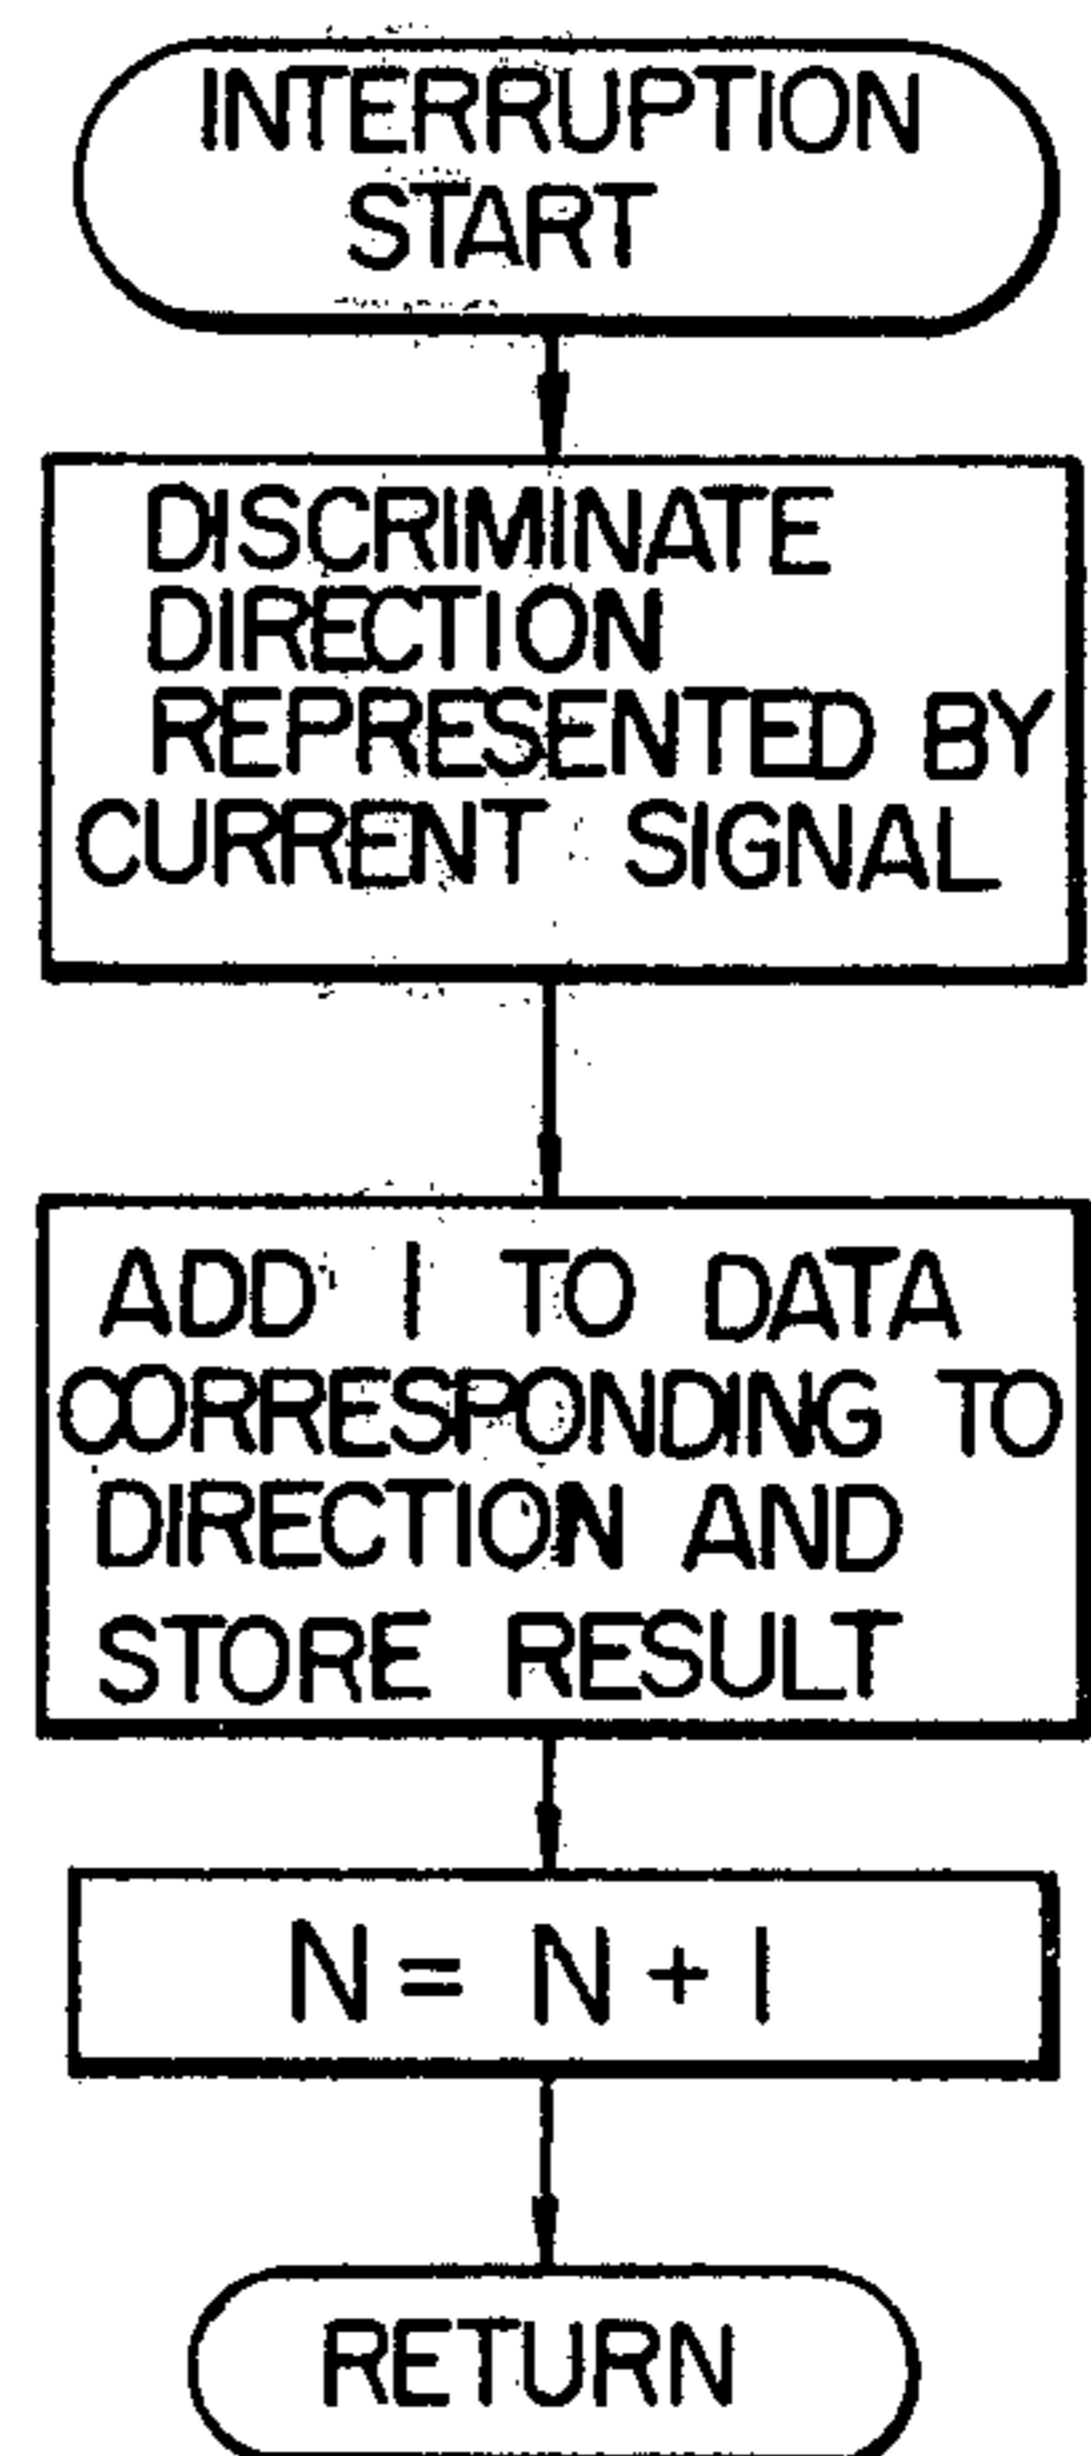 INTERRUPTION
START
DISCRIMINATE
DIRECTION
REPRESENTED BY
CURRENT SIGNAL
ADD 1 TO DATA
CORRESPONDING TO
DIRECTION AND
STORE RESULT
N = N + 1
RETURN